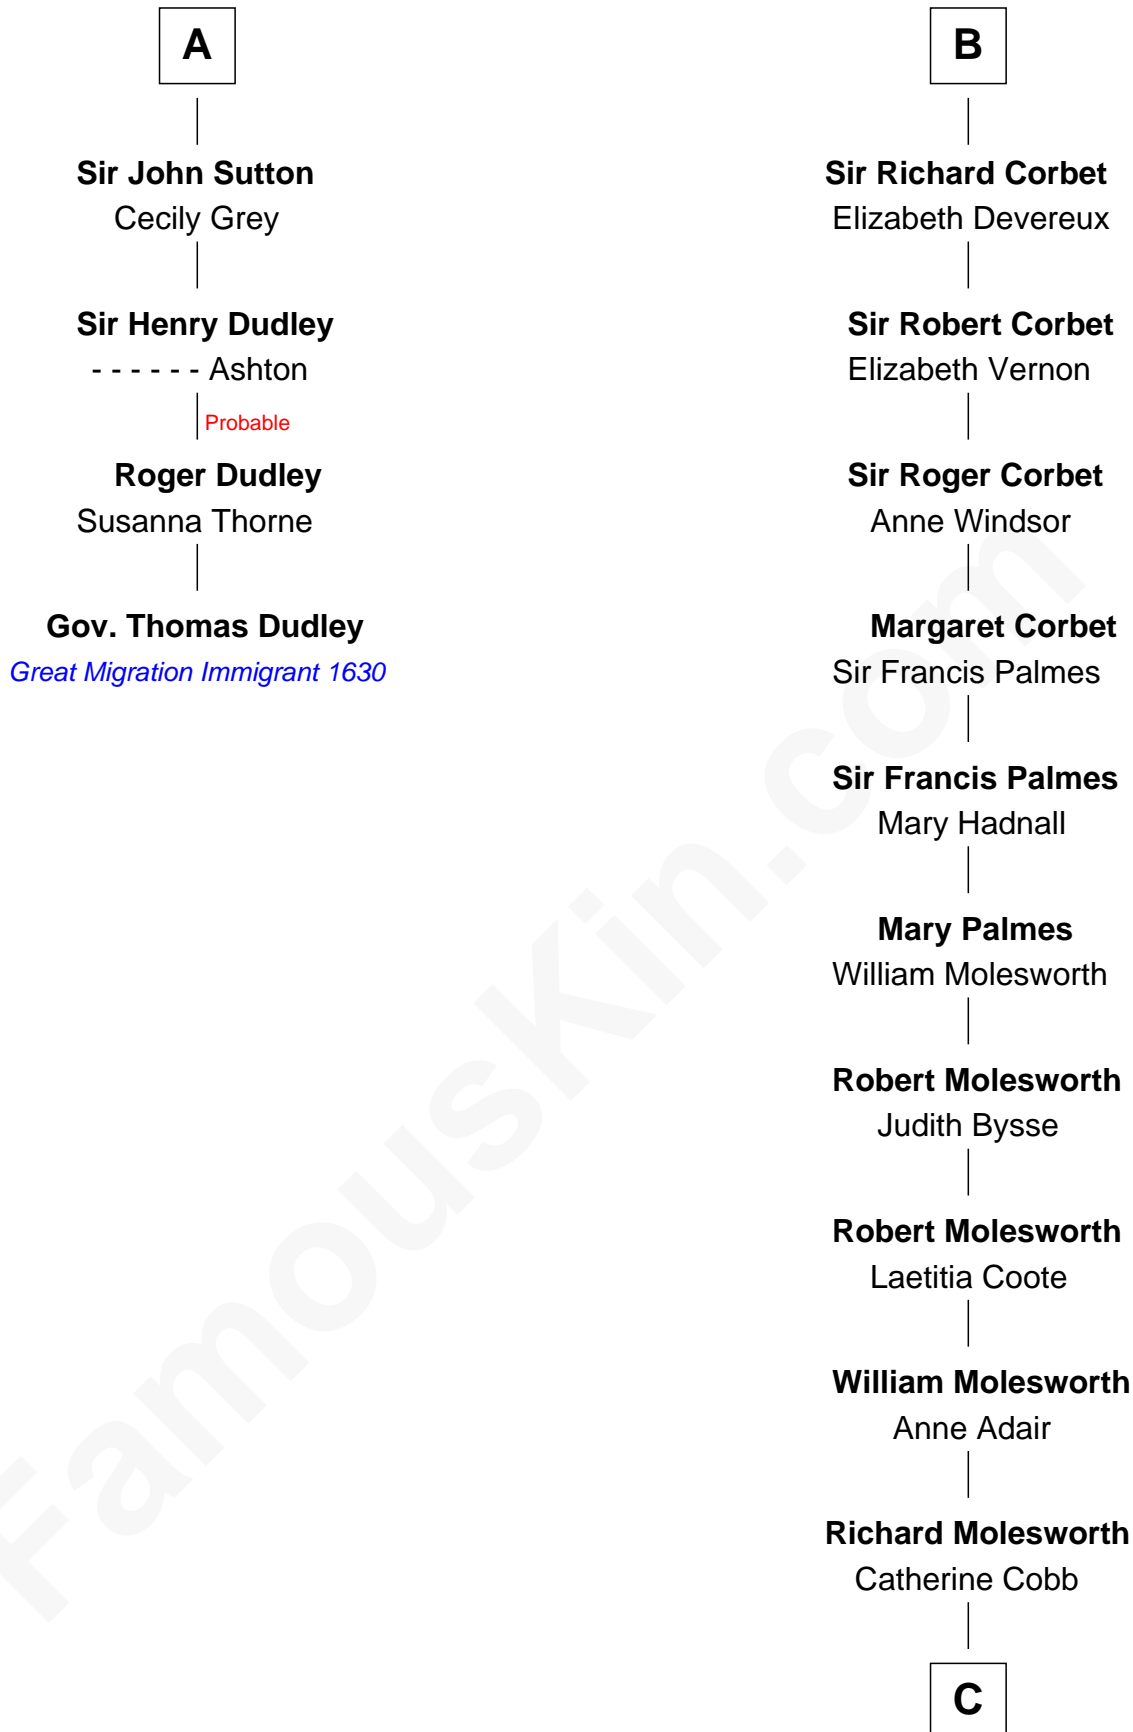 A
Sir John Sutton
Cecily Grey
Sir Henry Dudley
- - - - - - Ashton
Probable
Roger Dudley
Susanna Thorne
Gov. Thomas Dudley
Great Migration Immigrant 1630
B
Sir Richard Corbet
Elizabeth Devereux
Sir Robert Corbet
Elizabeth Vernon
Sir Roger Corbet
Anne Windsor
Margaret Corbet
Sir Francis Palmes
Sir Francis Palmes
Mary Hadnall
Mary Palmes
William Molesworth
Robert Molesworth
Judith Bysse
Robert Molesworth
Laetitia Coote
William Molesworth
Anne Adair
Richard Molesworth
Catherine Cobb
C
FamousKin.com